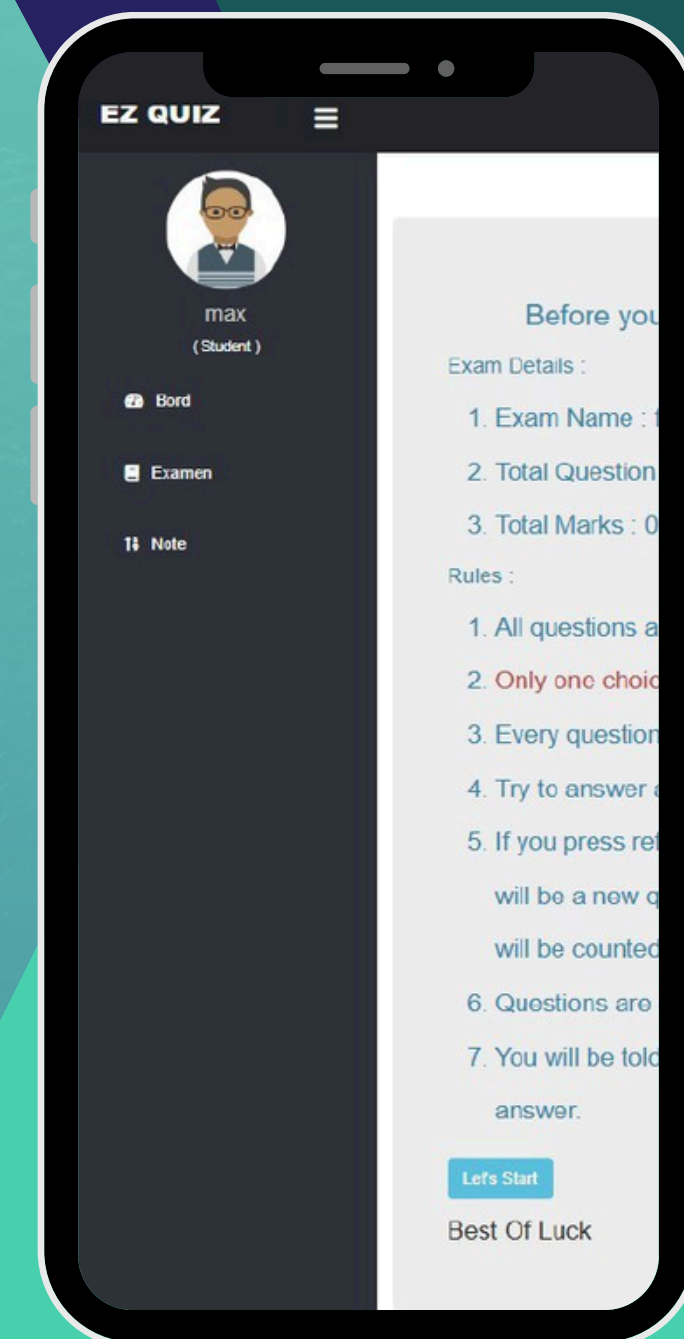 EZ QUIZ
max
( Student )
Bord
Examen
Note
Before you
Exam Details :
1. Exam Name : f
2. Total Question
3. Total Marks : 0
Rules :
1. All questions a
2. Only one choic
3. Every question
4. Try to answer a
5. If you press ref
will be a new q
will be counted
6. Questions are
7. You will be told
answer.
Let's Start
Best Of Luck